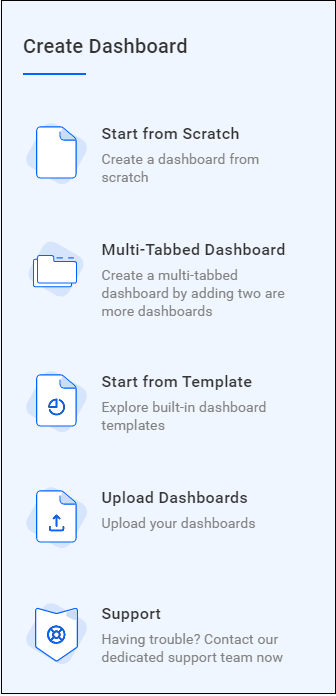 Create Dashboard
Start from Scratch
Create a dashboard from
scratch
Multi-Tabbed Dashboard
Create a multi-tabbed
dashboard by adding two are
more dashboards
Start from Template
Explore built-in dashboard
templates
Upload Dashboards
Upload your dashboards
Support
Having trouble? Contact our
dedicated support team now